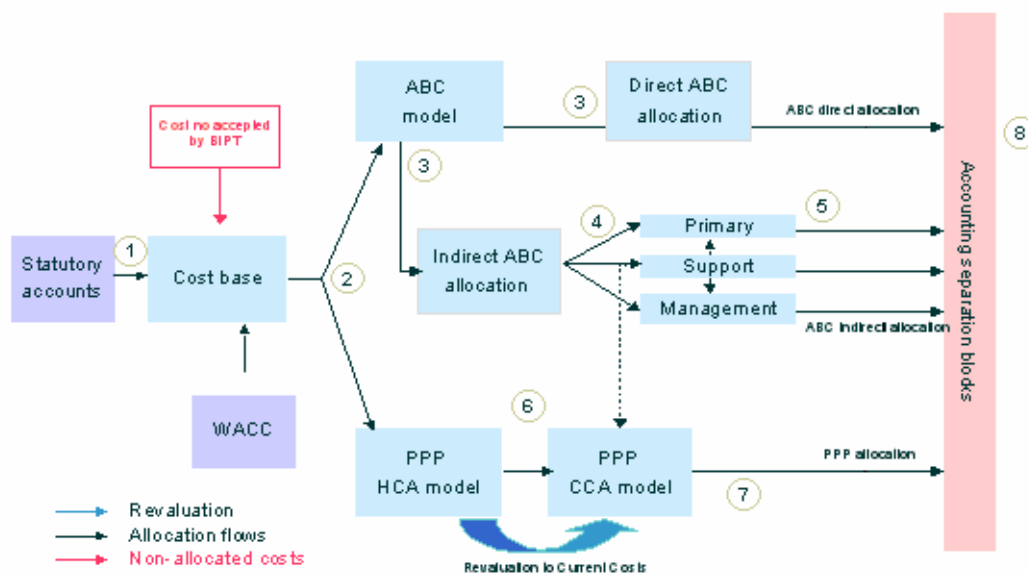 Cost no accepted
by BIPT
ABC
model
3
Direct ABC
allocation
ABC direct allocation
8
3
Statutory
accounts
1
Cost base
2
Indirect ABC
allocation
4
Primary
5
Support
Management
ABC Indirect allocation
Accounting separation blocks
WACC
6
PPP
HCA model
PPP
CCA model
PPP allocation
7
Revaluation
Allocation flows
Non-allocated costs
Revaluation to Current Costs